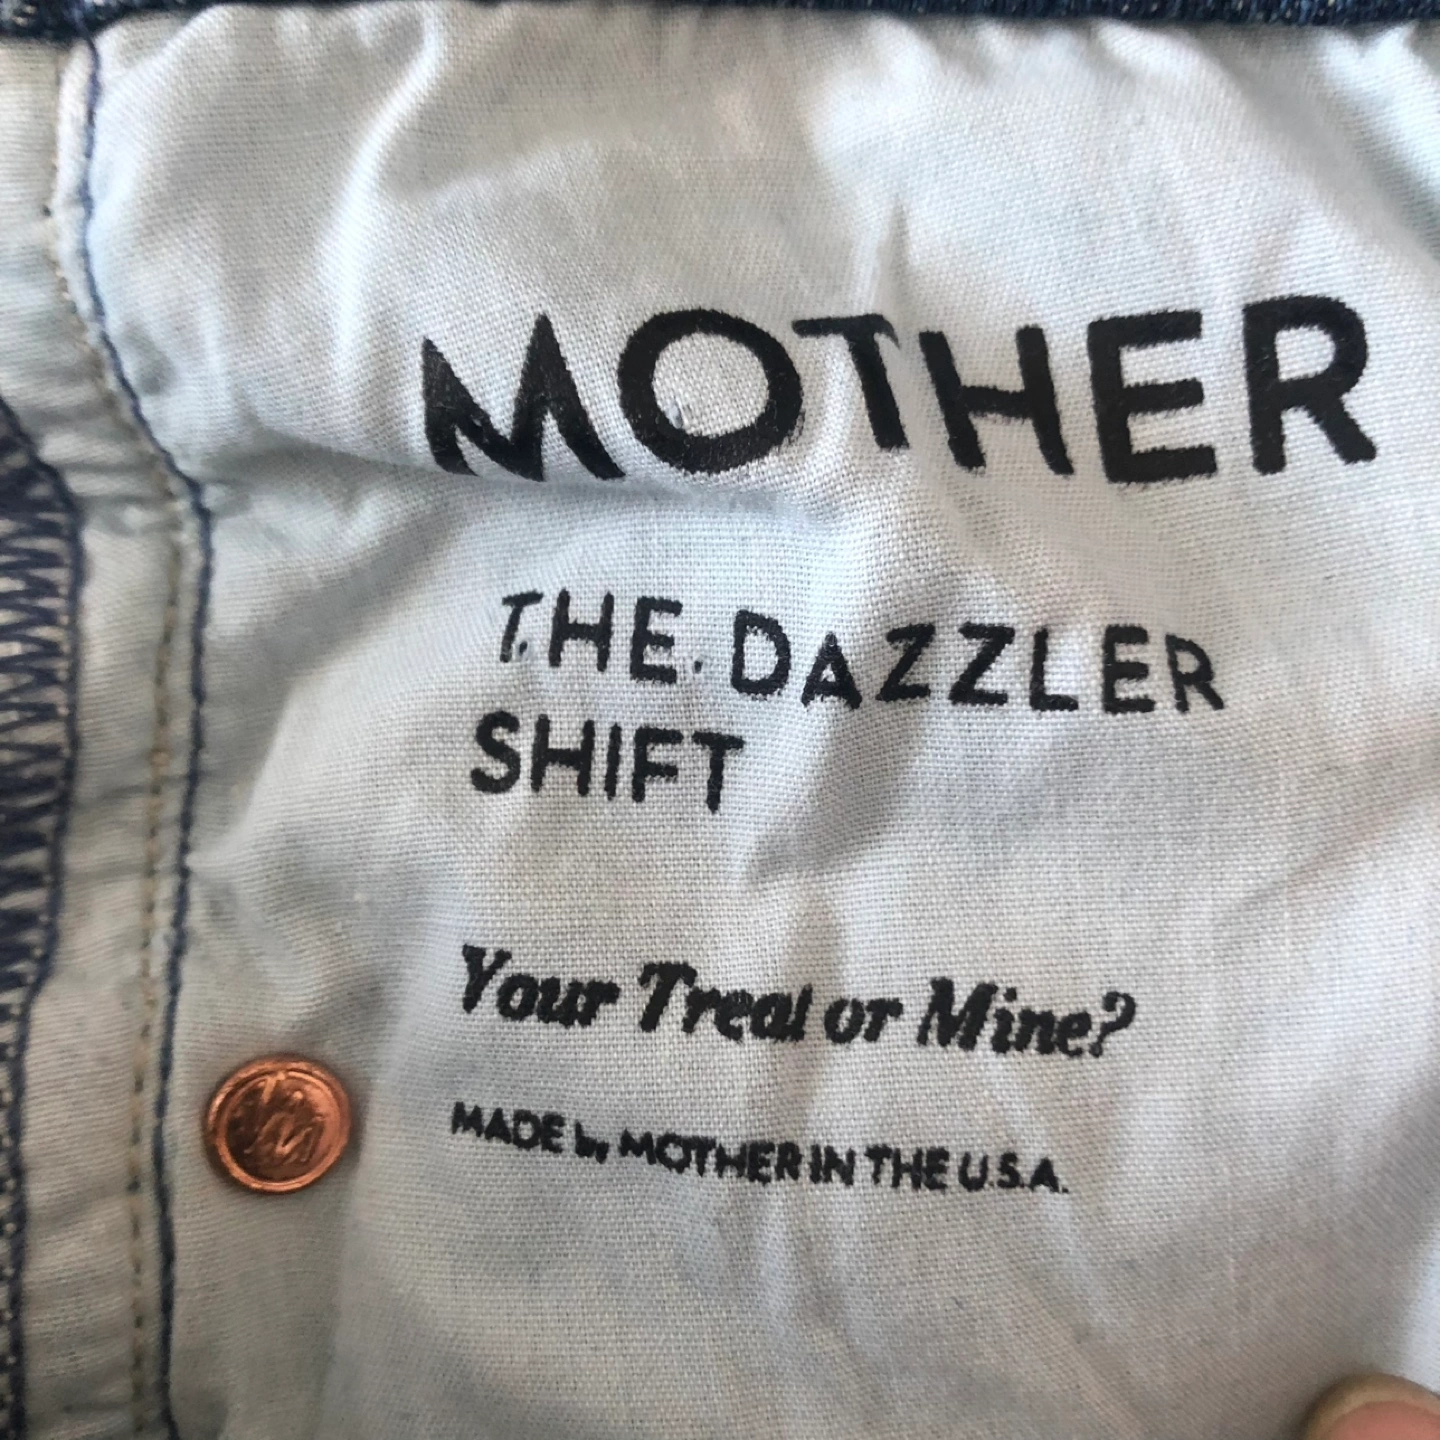 MOTHER
THE DAZZLER
SHIFT
Your Treat or Mine?
MADE by MOTHER IN THE U.S.A.